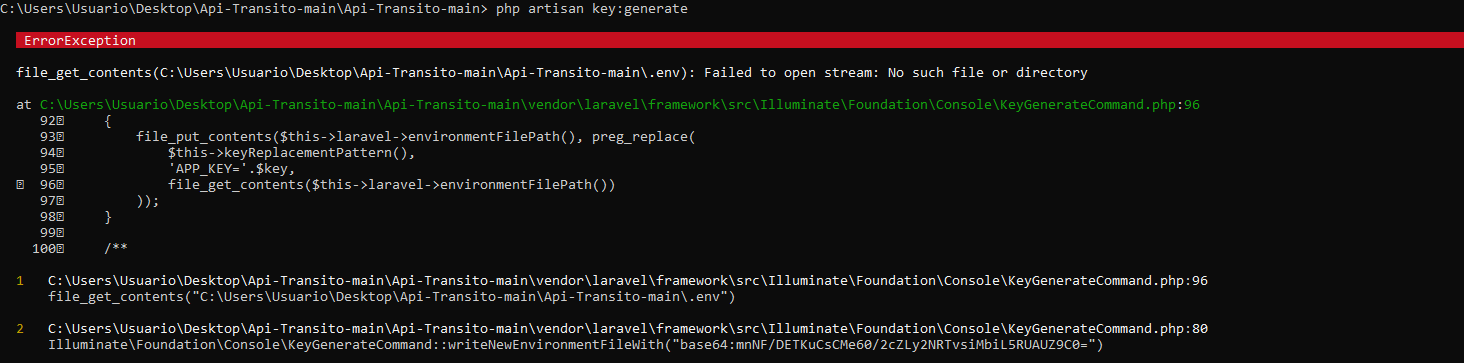 C:\Users\Usuario\Desktop\Api-Transito-main\Api-Transito-main> php artisan key:generate
ErrorException
file_get_contents(C:\Users\Usuario\Desktop\Api-Transito-main\Api-Transito-main\.env): Failed to open stream: No such file or directory
at C:\Users\Usuario\Desktop\Api-Transito-main\Api-Transito-main\vendor\laravel\framework\src\Illuminate\Foundation\Console\KeyGenerateCommand.php:96
92 {
93 file_put_contents($this->laravel->environmentFilePath(), preg_replace(
94 $this->keyReplacementPattern(),
95 'APP_KEY='.$key,
96 file_get_contents($this->laravel->environmentFilePath())
97 ));
98 }
99
100 /**
1 C:\Users\Usuario\Desktop\Api-Transito-main\Api-Transito-main\vendor\laravel\framework\src\Illuminate\Foundation\Console\KeyGenerateCommand.php:96
file_get_contents("C:\Users\Usuario\Desktop\Api-Transito-main\Api-Transito-main\.env")
2 C:\Users\Usuario\Desktop\Api-Transito-main\Api-Transito-main\vendor\laravel\framework\src\Illuminate\Foundation\Console\KeyGenerateCommand.php:80
Illuminate\Foundation\Console\KeyGenerateCommand::writeNewEnvironmentFileWith("base64:mnNF/DETKuCsCMe60/2cZLy2NRTvsiMbiL5RUAUZ9C0=")